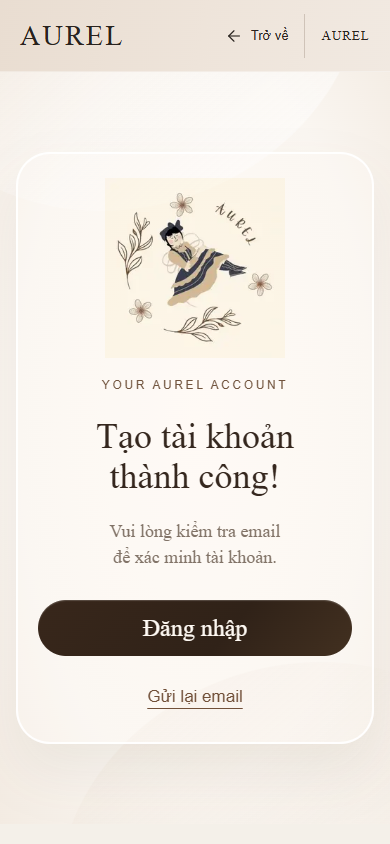 AUREL
Trở về
AUREL
AUREL
YOUR AUREL ACCOUNT
Tạo tài khoản
thành công!
Vui lòng kiểm tra email
để xác minh tài khoản.
Đăng nhập
Gửi lại email